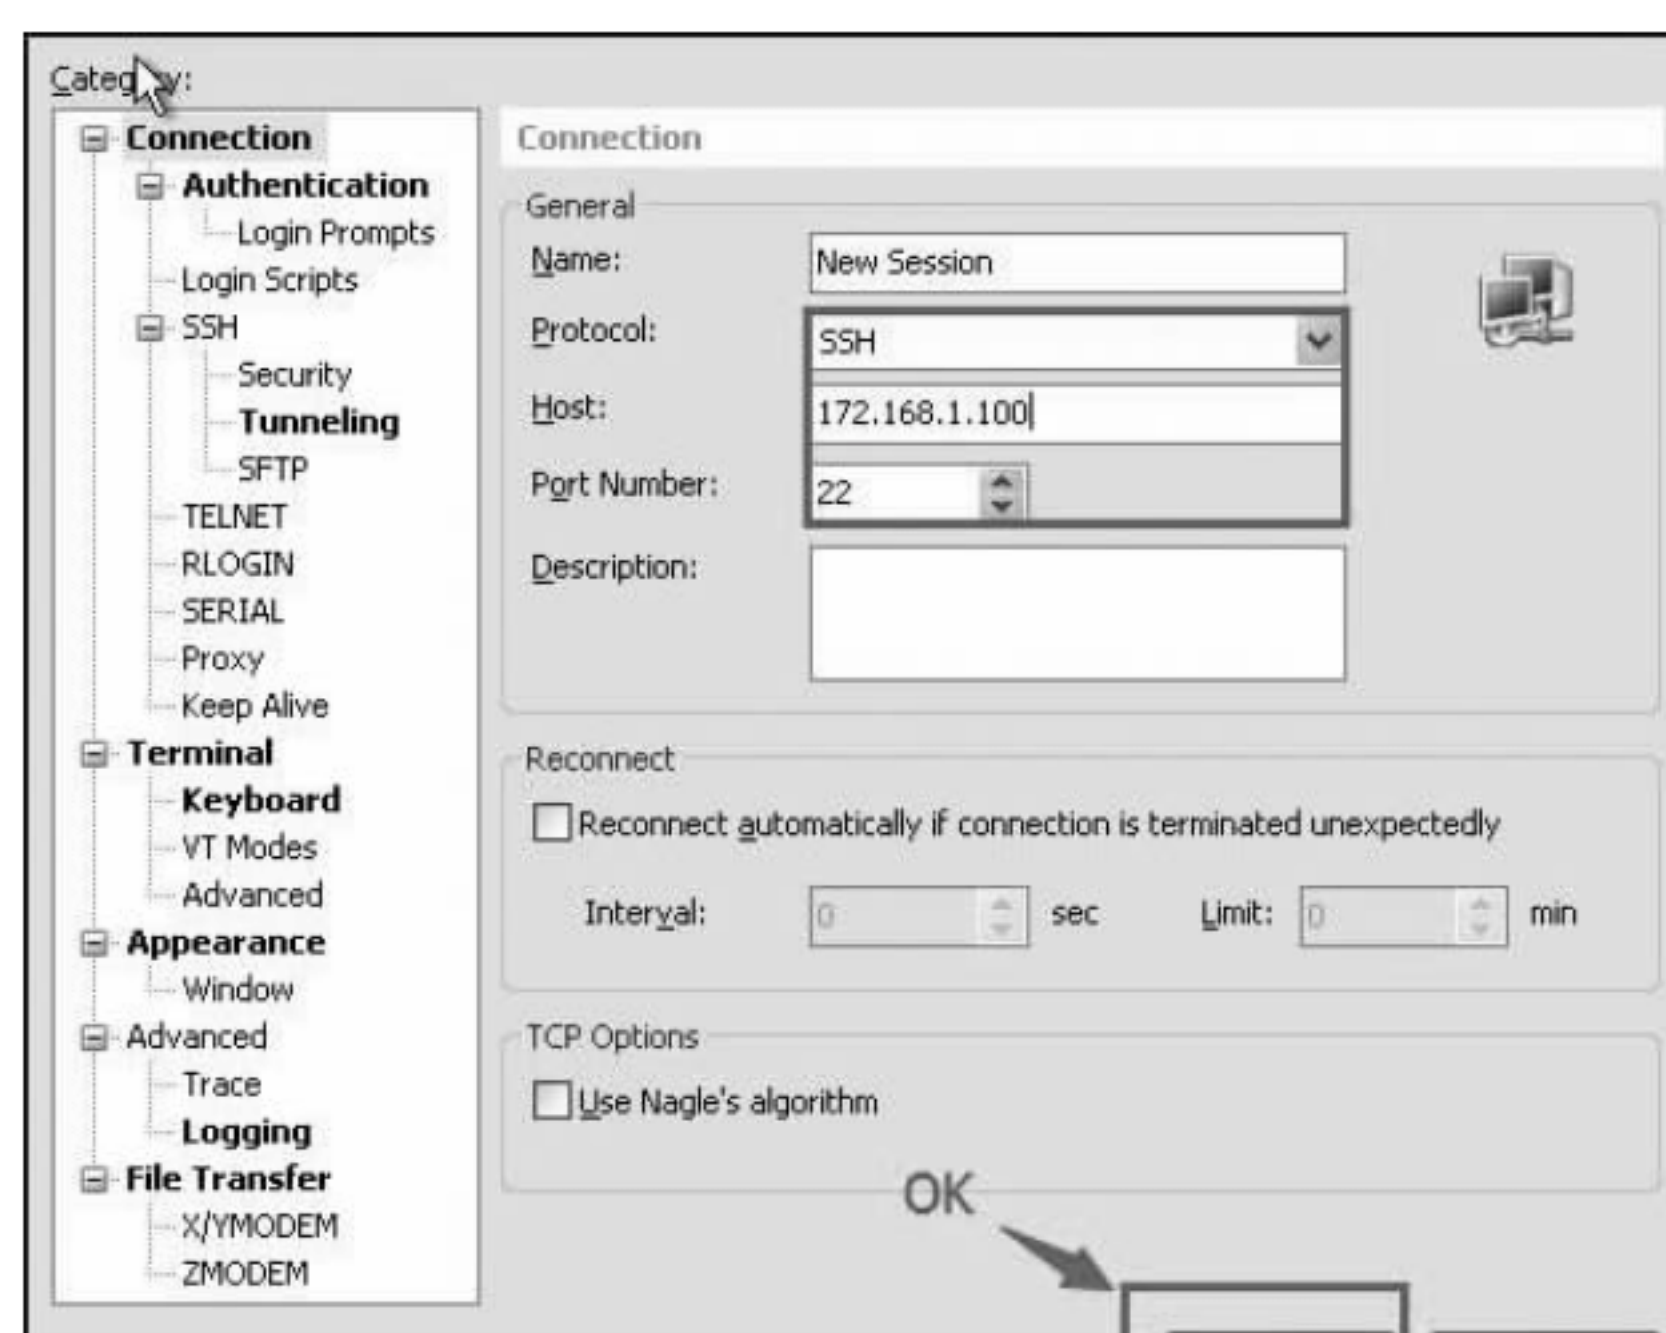 Category:
Connection
Authentication
Login Prompts
Login Scripts
SSH
Security
Tunneling
SFTP
TELNET
RLOGIN
SERIAL
Proxy
Keep Alive
Terminal
Keyboard
VT Modes
Advanced
Appearance
Window
Advanced
Trace
Logging
File Transfer
X/YMODEM
ZMODEM
Connection
General
Name: New Session
Protocol: SSH
Host: 172.168.1.100
Port Number: 22
Description:
Reconnect
Reconnect automatically if connection is terminated unexpectedly
Interval: 0 sec Limit: 0 min
TCP Options
Use Nagle's algorithm
OK